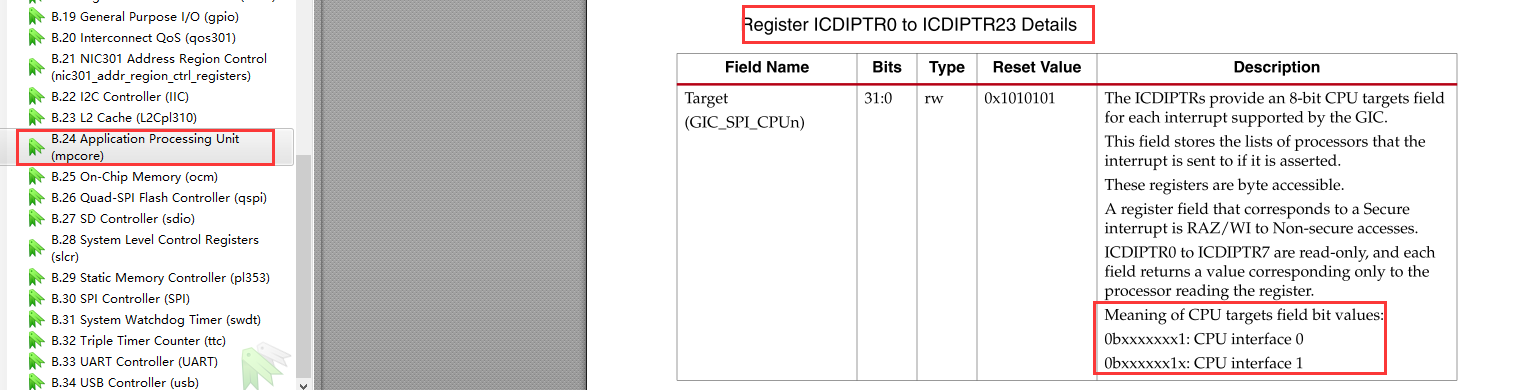 B.19 General Purpose I/O (gpio)
B.20 Interconnect QoS (qos301)
B.21 NIC301 Address Region Control
(nic301_addr_region_ctrl_registers)
B.22 I2C Controller (IIC)
B.23 L2 Cache (L2Cpl310)
B.24 Application Processing Unit
(mpcore)
B.25 On-Chip Memory (ocm)
B.26 Quad-SPI Flash Controller (qspi)
B.27 SD Controller (sdio)
B.28 System Level Control Registers
(slcr)
B.29 Static Memory Controller (pl353)
B.30 SPI Controller (SPI)
B.31 System Watchdog Timer (swdt)
B.32 Triple Timer Counter (ttc)
B.33 UART Controller (UART)
B.34 USB Controller (usb)
Register ICDIPTR0 to ICDIPTR23 Details
Field Name Bits Type Reset Value Description
Target 31:0 rw 0x1010101 The ICDIPTRs provide an 8-bit CPU targets field
(GIC_SPI_CPUn) for each interrupt supported by the GIC.
This field stores the lists of processors that the
interrupt is sent to if it is asserted.
These registers are byte accessible.
A register field that corresponds to a Secure
interrupt is RAZ/WI to Non-secure accesses.
ICDIPTR0 to ICDIPTR7 are read-only, and each
field returns a value corresponding only to the
processor reading the register.
Meaning of CPU targets field bit values:
0bxxxxxxx1: CPU interface 0
0bxxxxxx1x: CPU interface 1